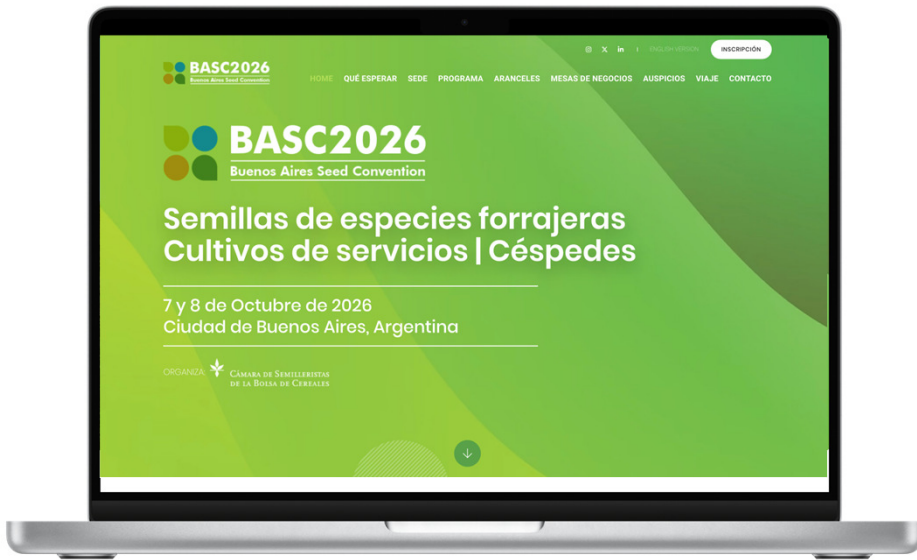 ENGLISH VERSION
INSCRIPCIÓN
BASC2026
Buenos Aires Seed Convention
HOME QUÉ ESPERAR SEDE PROGRAMA ARANCELES MESAS DE NEGOCIOS AUSPICIOS VIAJE CONTACTO
BASC2026
Buenos Aires Seed Convention
Semillas de especies forrajeras
Cultivos de servicios | Céspedes
7 y 8 de Octubre de 2026
Ciudad de Buenos Aires, Argentina
ORGANIZA
CÁMARA DE SEMILLERISTAS
DE LA BOLSA DE CEREALES